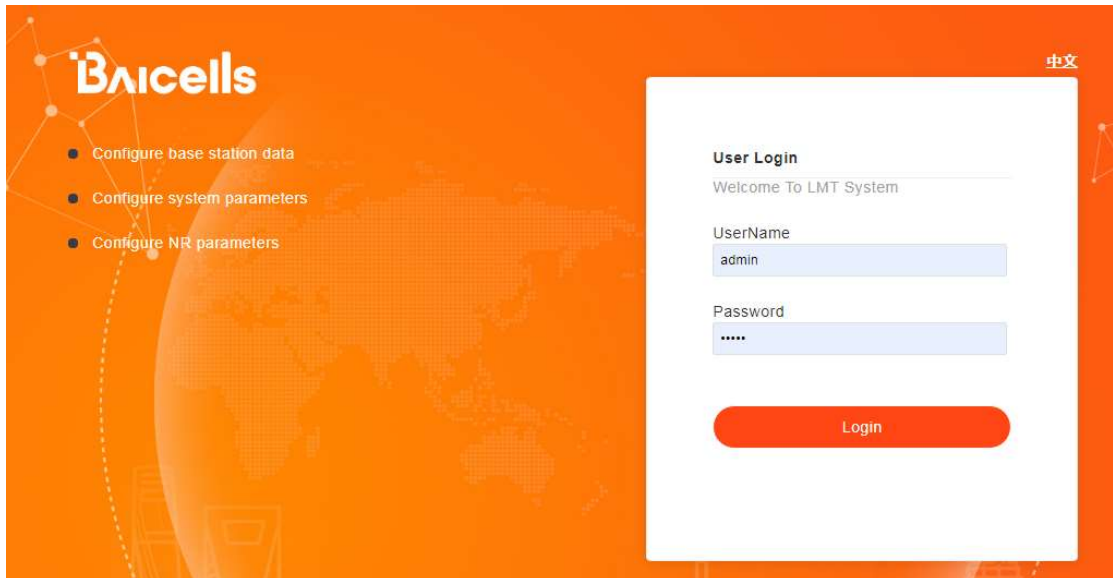 Baicells
Configure base station data
Configure system parameters
Configure NR parameters
中文
User Login
Welcome To LMT System
UserName
admin
Password
•••••
Login